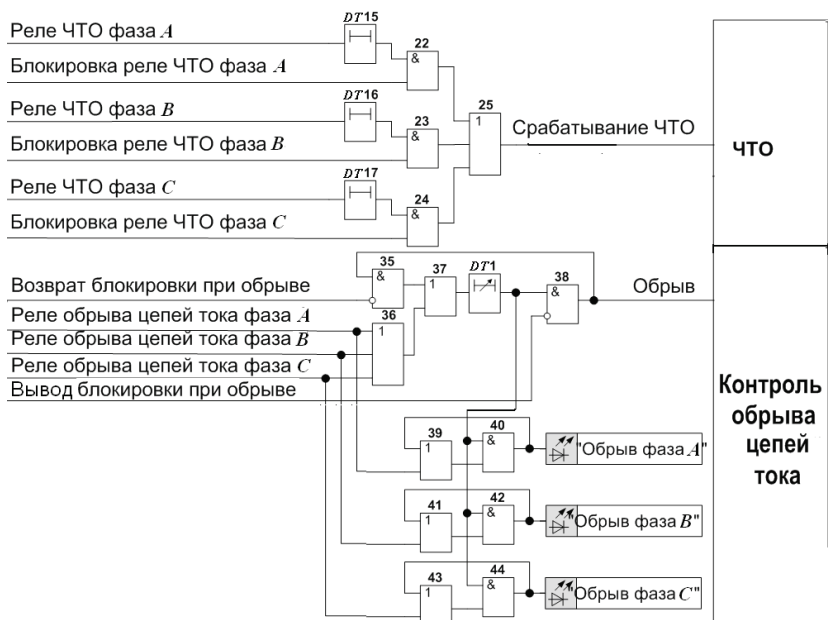 Реле ЧТО фаза A
DT15
22
&
Блокировка реле ЧТО фаза A
Реле ЧТО фаза B
DT16
23
&
25
1
Срабатывание ЧТО
ЧТО
Блокировка реле ЧТО фаза B
Реле ЧТО фаза C
DT17
24
&
Блокировка реле ЧТО фаза C
35
&
37
1
DT1
38
&
Обрыв
Возврат блокировки при обрыве
Реле обрыва цепей тока фаза A
36
1
Реле обрыва цепей тока фаза B
Реле обрыва цепей тока фаза C
Вывод блокировки при обрыве
Контроль
обрыва
цепей
тока
39
1
40
&
"Обрыв фаза A"
41
1
42
&
"Обрыв фаза B"
43
1
44
&
"Обрыв фаза C"